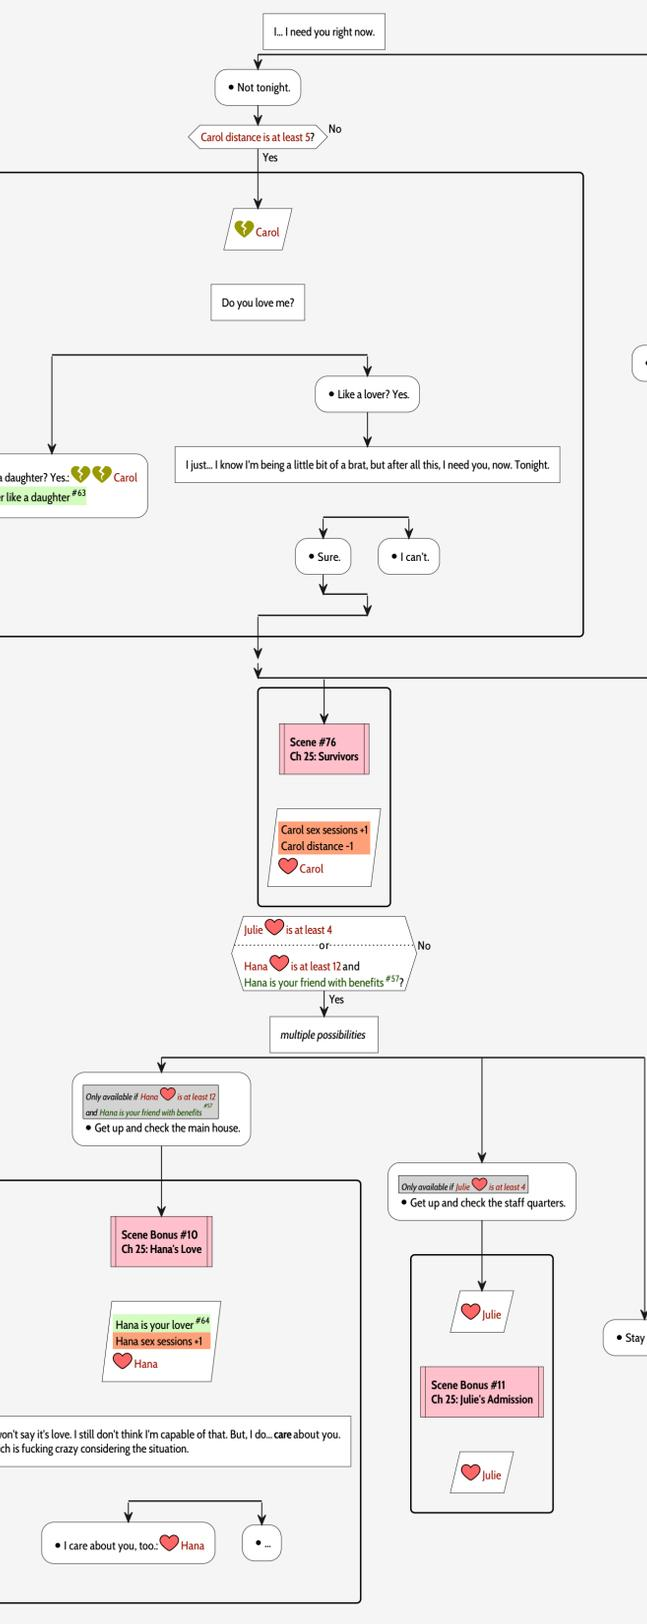 I... I need you right now.
• Not tonight.
Carol distance is at least 5?
No
Yes
Carol
Do you love me?
• Like a lover? Yes.
a daughter? Yes.: Carol
er like a daughter #63
I just... I know I'm being a little bit of a brat, but after all this, I need you, now. Tonight.
• Sure.
• I can't.
Scene #76
Ch 25: Survivors
Carol sex sessions +1
Carol distance -1
Carol
Julie is at least 4
or
No
Hana is at least 12 and
Hana is your friend with benefits #57?
Yes
multiple possibilities
Only available if Hana is at least 12
and Hana is your friend with benefits #57
• Get up and check the main house.
Only available if Julie is at least 4
• Get up and check the staff quarters.
Scene Bonus #10
Ch 25: Hana's Love
Hana is your lover #64
Hana sex sessions +1
Hana
Julie
• Stay
Scene Bonus #11
Ch 25: Julie's Admission
won't say it's love. I still don't think I'm capable of that. But, I do... care about you.
ch is fucking crazy considering the situation.
Julie
• I care about you, too.: Hana
• ...